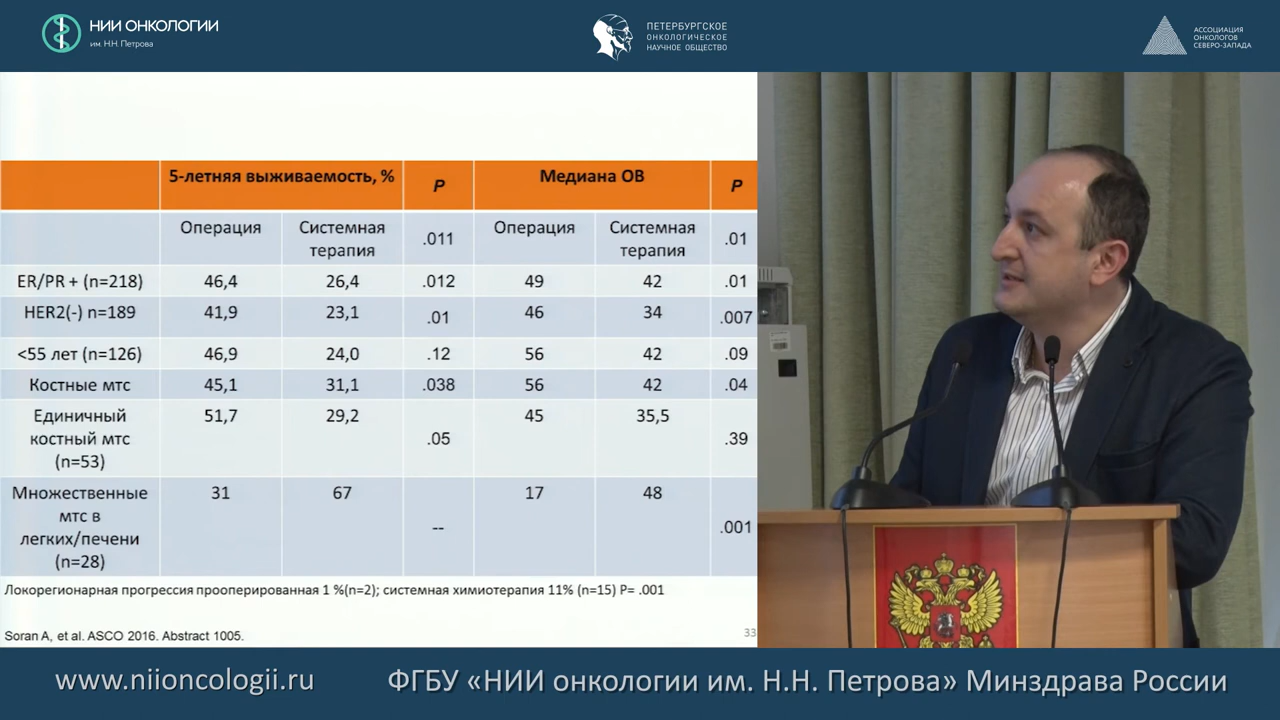 НИИ ОНКОЛОГИИ
им. Н.Н. Петрова
ПЕТЕРБУРГСКОЕ
ОНКОЛОГИЧЕСКОЕ
НАУЧНОЕ ОБЩЕСТВО
АССОЦИАЦИЯ
ОНКОЛОГОВ
СЕВЕРО-ЗАПАДА
5-летняя выживаемость, % P Медиана ОВ P
Операция Системная терапия .011 Операция Системная терапия .01
ER/PR + (n=218) 46,4 26,4 .012 49 42 .01
HER2(-) n=189 41,9 23,1 .01 46 34 .007
<55 лет (n=126) 46,9 24,0 .12 56 42 .09
Костные мтс 45,1 31,1 .038 56 42 .04
Единичный костный мтс (n=53) 51,7 29,2 .05 45 35,5 .39
Множественные мтс в легких/печени (n=28) 31 67 -- 17 48 .001
Локорегионарная прогрессия прооперированная 1 %(n=2); системная химиотерапия 11% (n=15) P= .001
Soran A, et al. ASCO 2016. Abstract 1005.
33
www.niioncologii.ru
ФГБУ «НИИ онкологии им. Н.Н. Петрова» Минздрава России